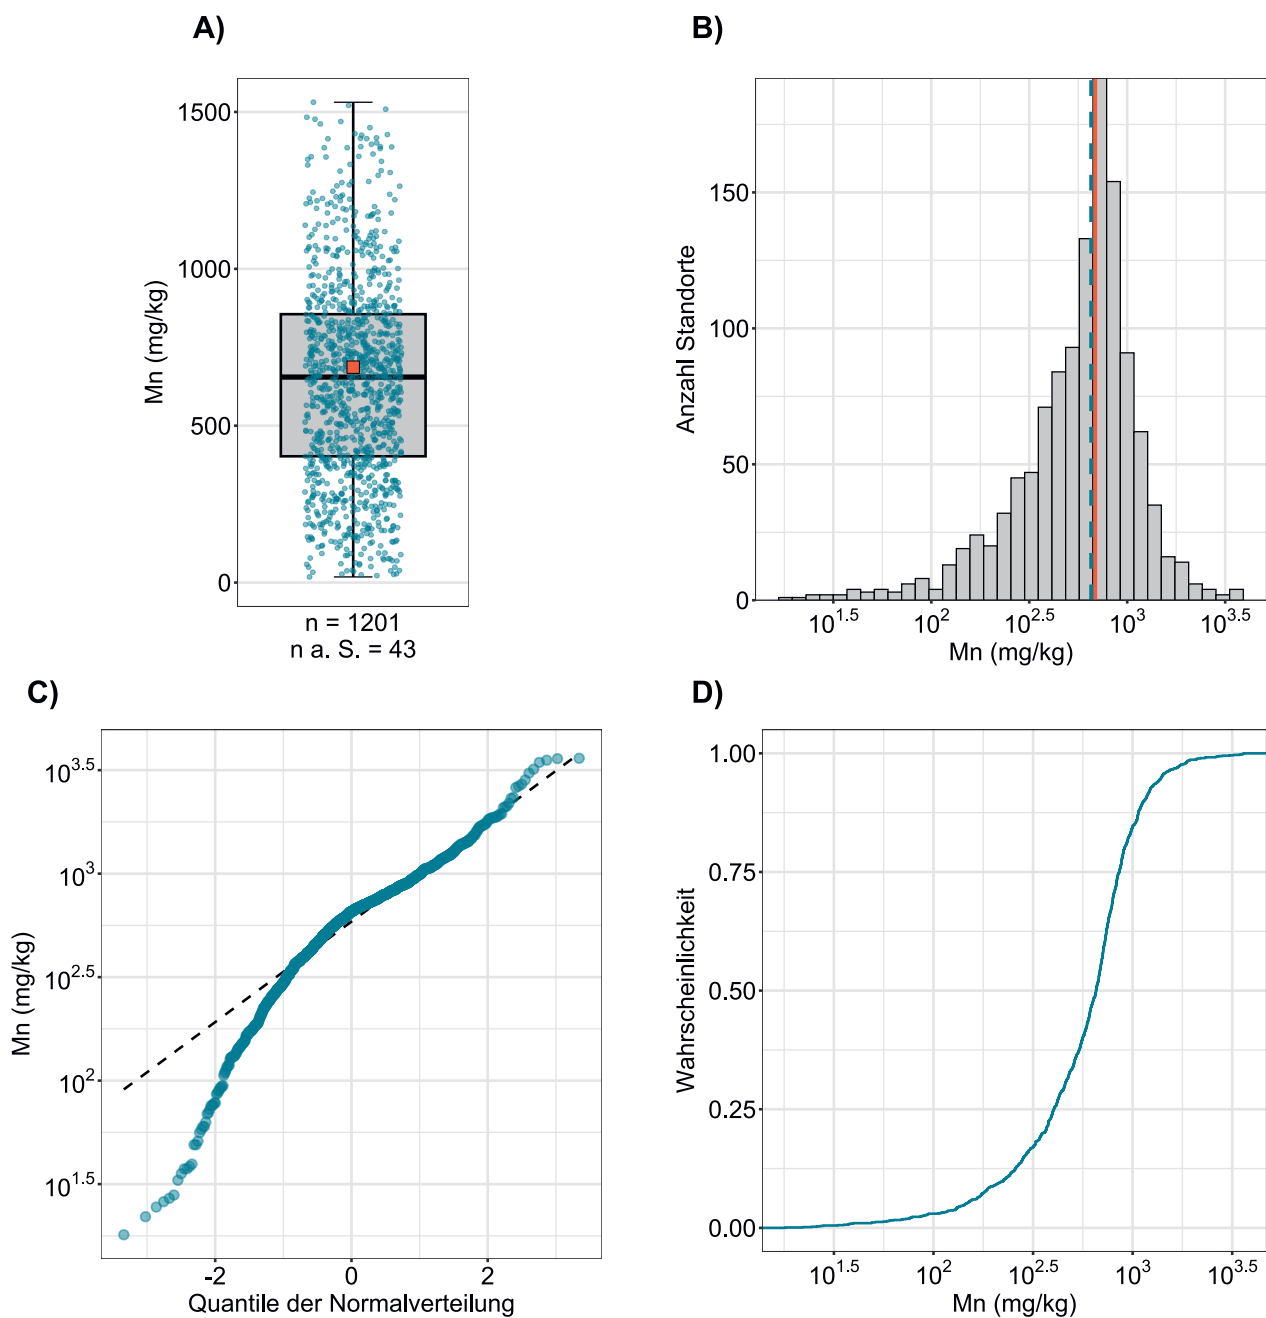 A)
Mn (mg/kg)
1500
1000
500
0
n = 1201
n a. S. = 43
B)
Anzahl Standorte
150
100
50
0
10^1.5 10^2 10^2.5 10^3 10^3.5
Mn (mg/kg)
C)
Mn (mg/kg)
10^3.5
10^3
10^2.5
10^2
10^1.5
-2 0 2
Quantile der Normalverteilung
D)
Wahrscheinlichkeit
1.00
0.75
0.50
0.25
0.00
10^1.5 10^2 10^2.5 10^3 10^3.5
Mn (mg/kg)